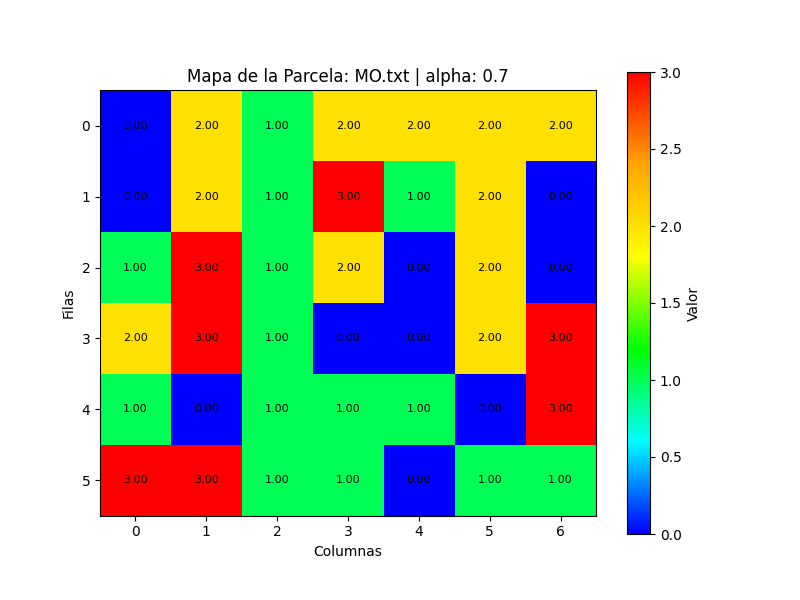 Mapa de la Parcela: MO.txt | alpha: 0.7
0 0.00 2.00 1.00 2.00 2.00 2.00 2.00
1 0.00 2.00 1.00 3.00 1.00 2.00 0.00
2 1.00 3.00 1.00 2.00 0.00 2.00 0.00
3 2.00 3.00 1.00 0.00 0.00 2.00 3.00
4 1.00 0.00 1.00 1.00 1.00 0.00 3.00
5 3.00 3.00 1.00 1.00 0.00 1.00 1.00
0 1 2 3 4 5 6
Columnas
Filas
3.0
2.5
2.0
1.5
1.0
0.5
0.0
Valor